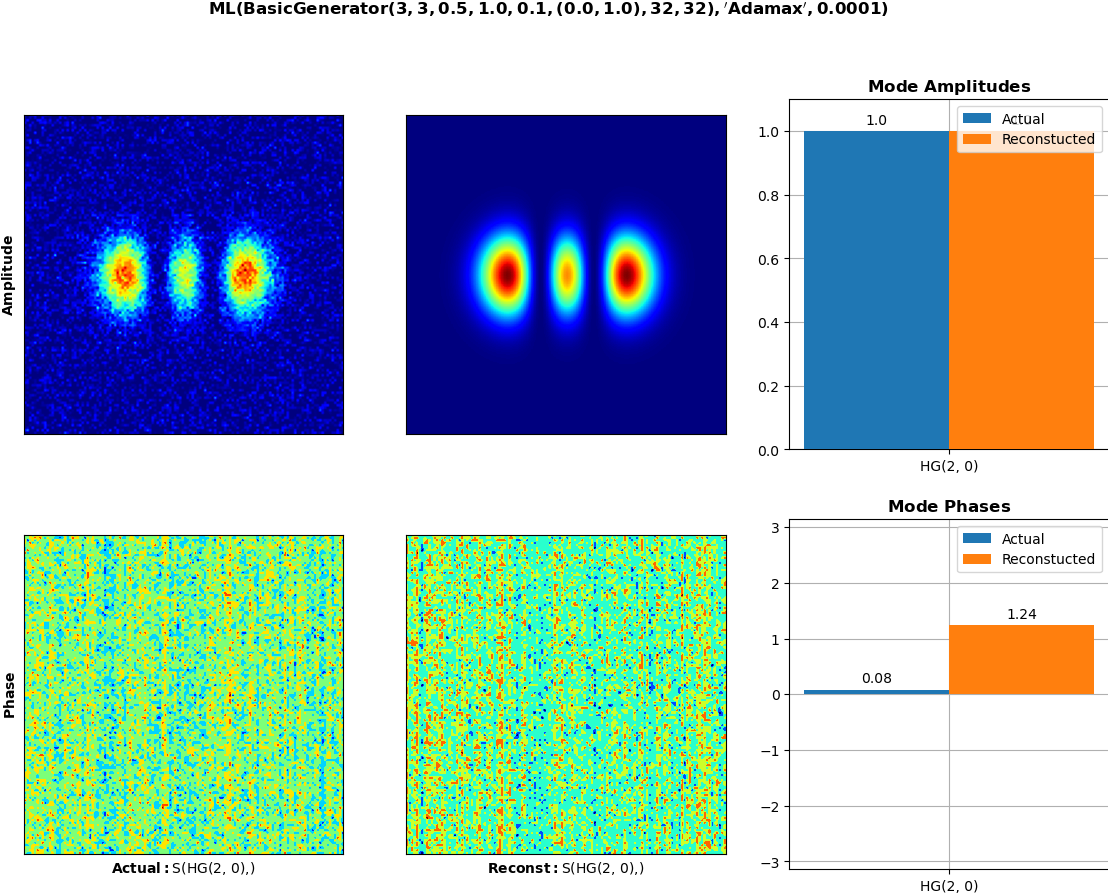 ML(BasicGenerator(3, 3, 0.5, 1.0, 0.1, (0.0, 1.0), 32, 32), ′Adamax′, 0.0001)
Amplitude
Mode Amplitudes
Actual
Reconstucted
1.0
1.0
0.8
0.6
0.4
0.2
0.0
HG(2, 0)
Phase
Actual: S(HG(2, 0),)
Reconst: S(HG(2, 0),)
Mode Phases
Actual
Reconstucted
3
2
1
0
−1
−2
−3
0.08
1.24
HG(2, 0)